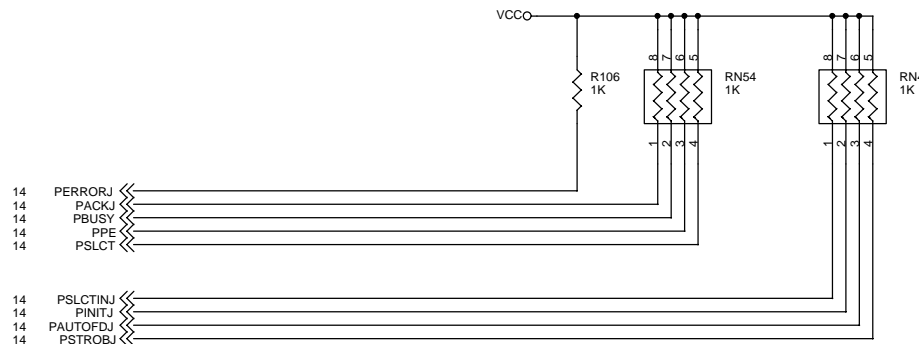 VCC
8 7 6 5
8 7 6 5
R106
1K
RN54
1K
1K
1 2 3 4
1 2 3 4
14 PERRORJ
14 PACKJ
14 PBUSY
14 PPE
14 PSLCT
14 PSLCTINJ
14 PINITJ
14 PAUTOFDJ
14 PSTROBJ